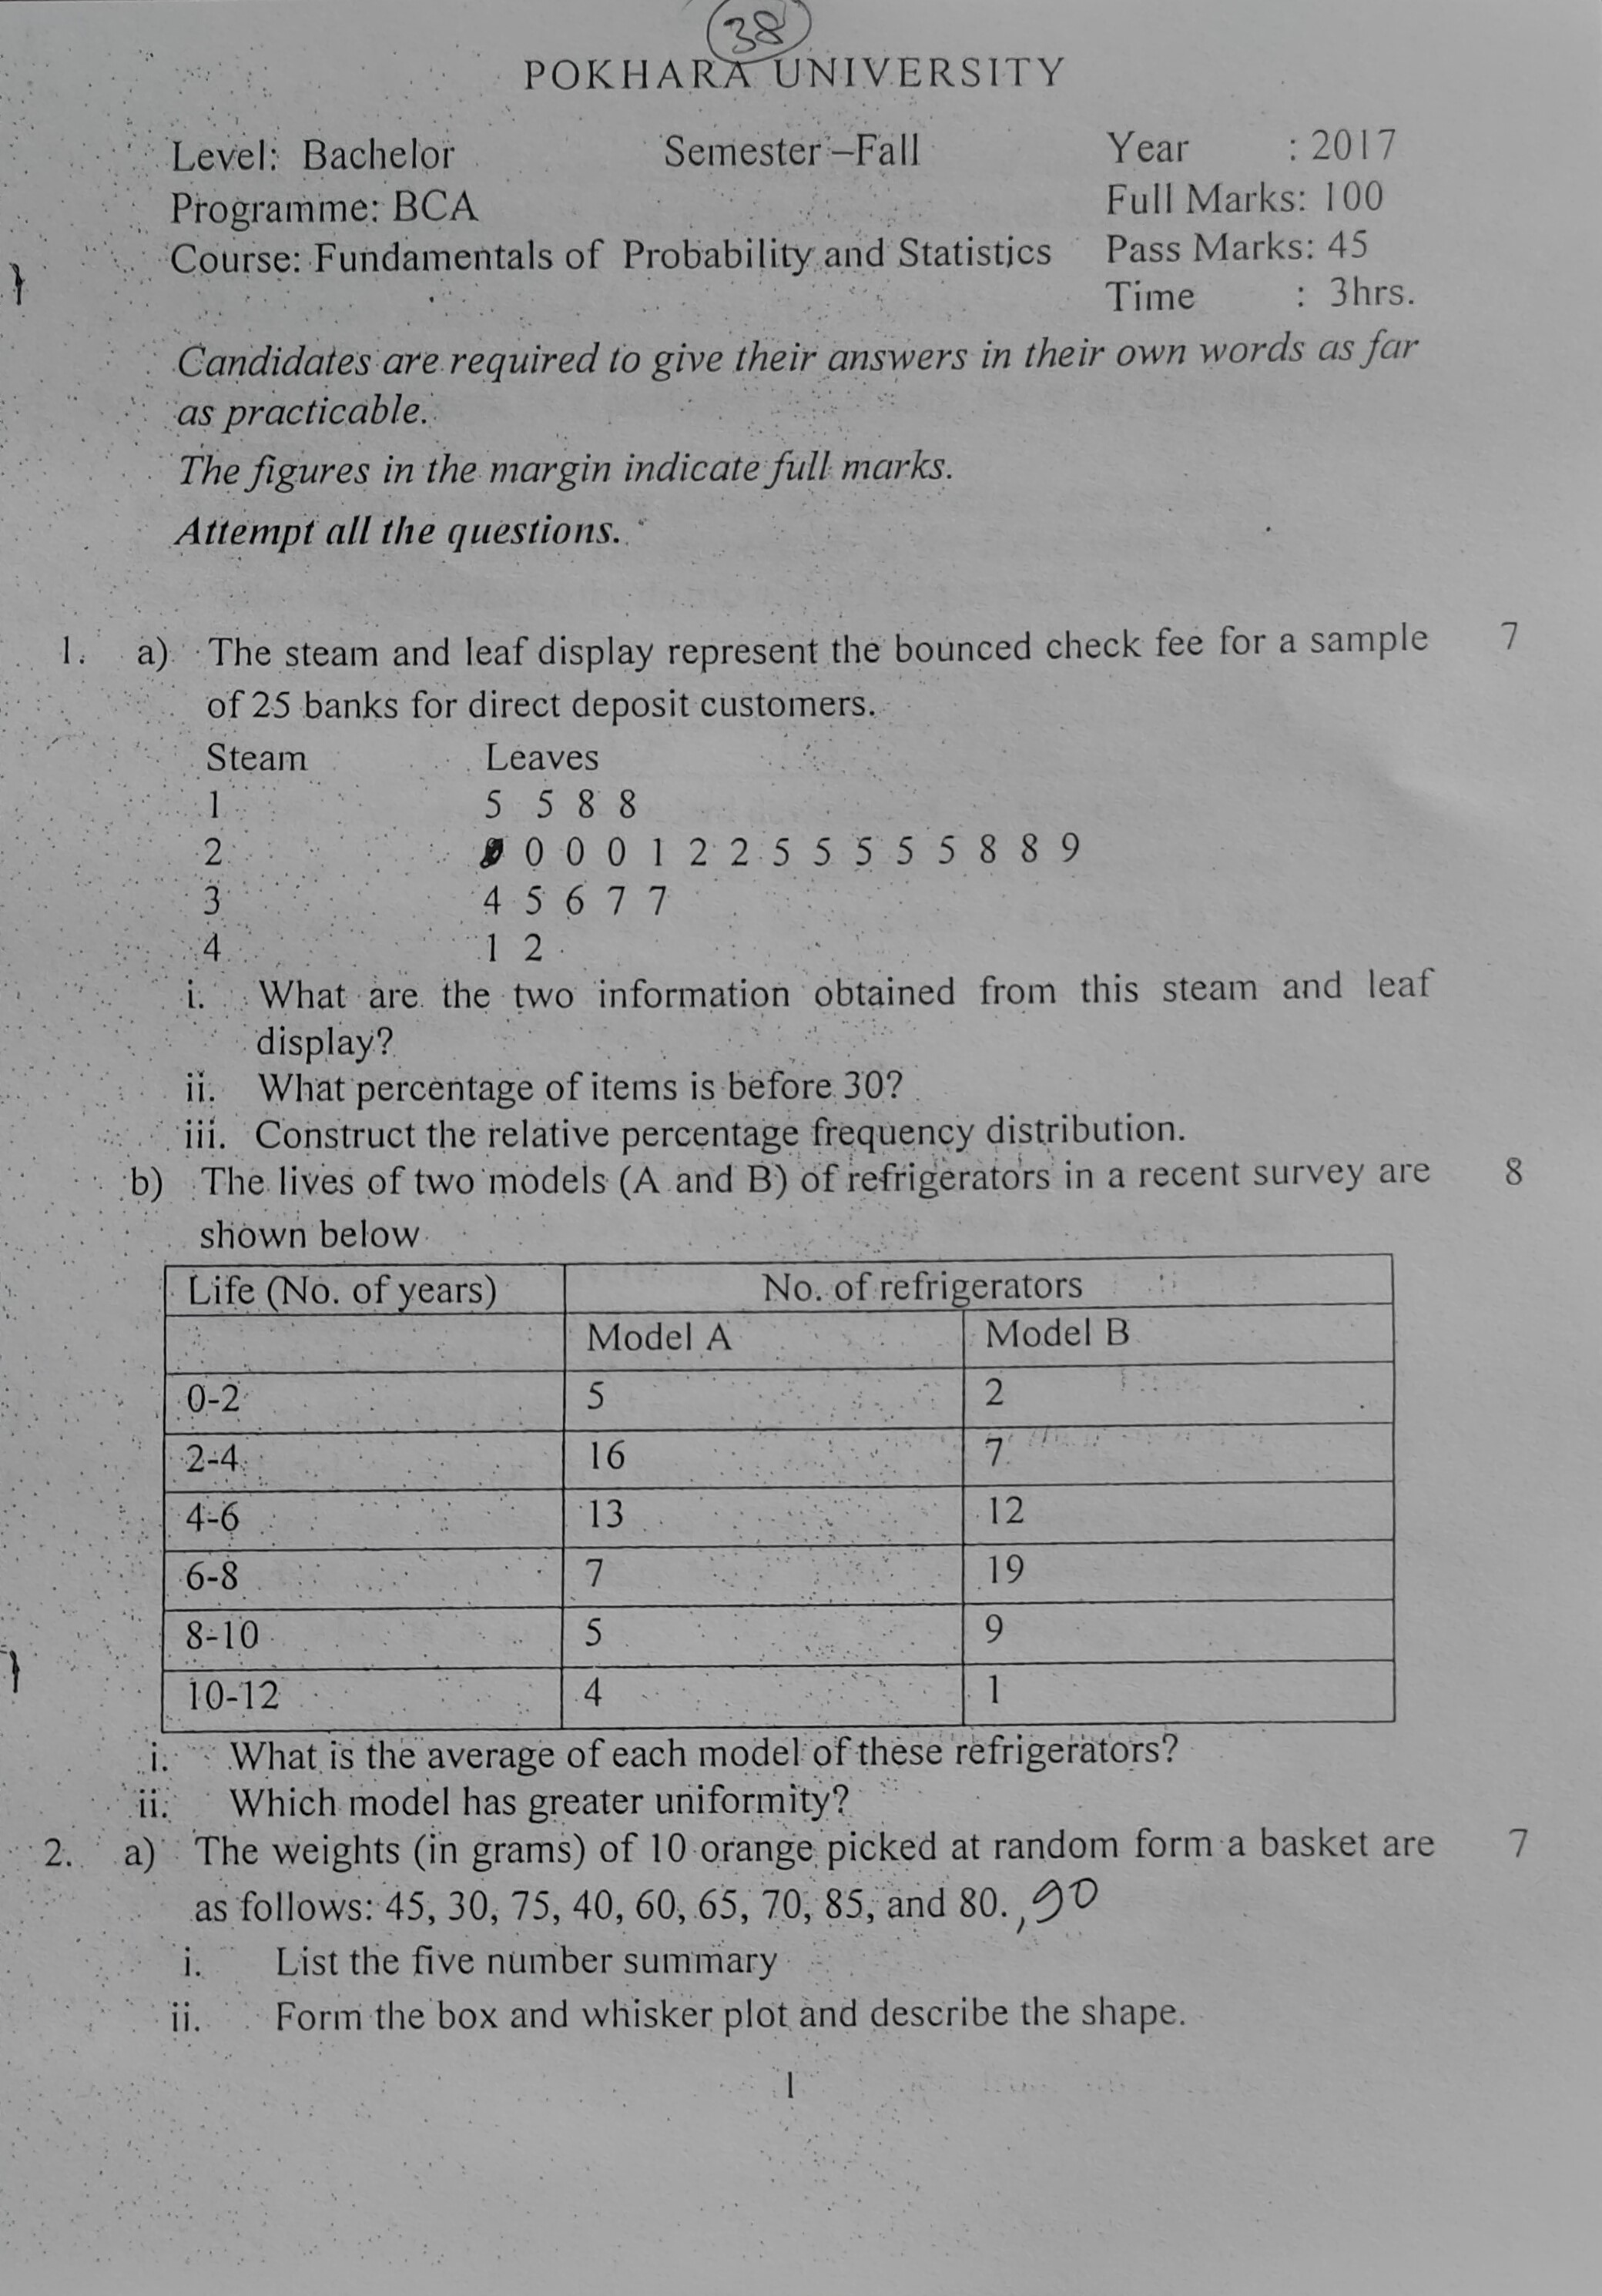 38
POKHARA UNIVERSITY
Level: Bachelor Semester –Fall Year : 2017
Programme: BCA Full Marks: 100
Course: Fundamentals of Probability and Statistics Pass Marks: 45
Time : 3hrs.
Candidates are required to give their answers in their own words as far
as practicable.
The figures in the margin indicate full marks.
Attempt all the questions.
1. a) The steam and leaf display represent the bounced check fee for a sample 7
of 25 banks for direct deposit customers.
Steam Leaves
1 5 5 8 8
2 0 0 0 1 2 2 5 5 5 5 5 8 8 9
3 4 5 6 7 7
4 1 2
i. What are the two information obtained from this steam and leaf
display?
ii. What percentage of items is before 30?
iii. Construct the relative percentage frequency distribution.
b) The lives of two models (A and B) of refrigerators in a recent survey are 8
shown below
Life (No. of years) No. of refrigerators
Model A Model B
0-2 5 2
2-4 16 7
4-6 13 12
6-8 7 19
8-10 5 9
10-12 4 1
i. What is the average of each model of these refrigerators?
ii. Which model has greater uniformity?
2. a) The weights (in grams) of 10 orange picked at random form a basket are 7
as follows: 45, 30, 75, 40, 60, 65, 70, 85, and 80. , 90
i. List the five number summary
ii. Form the box and whisker plot and describe the shape.
1